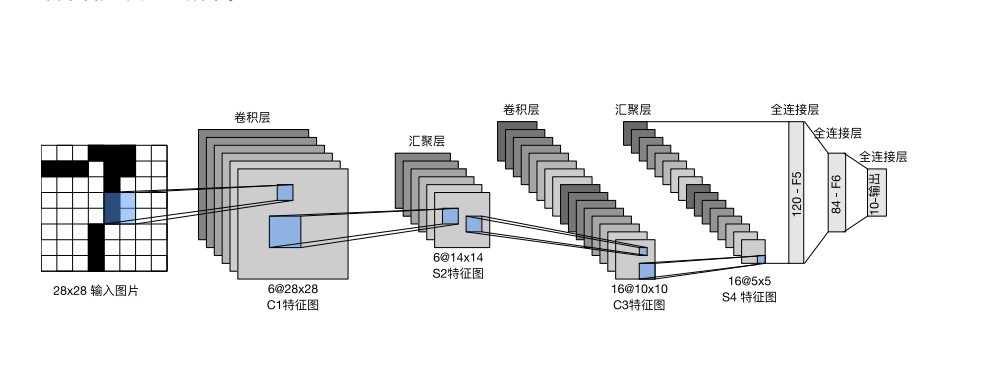 卷积层
汇聚层
卷积层
汇聚层
全连接层
全连接层
全连接层
28x28 输入图片
6@28x28
C1特征图
6@14x14
S2特征图
16@10x10
C3特征图
16@5x5
S4 特征图
120 - F5
84 - F6
10-输出